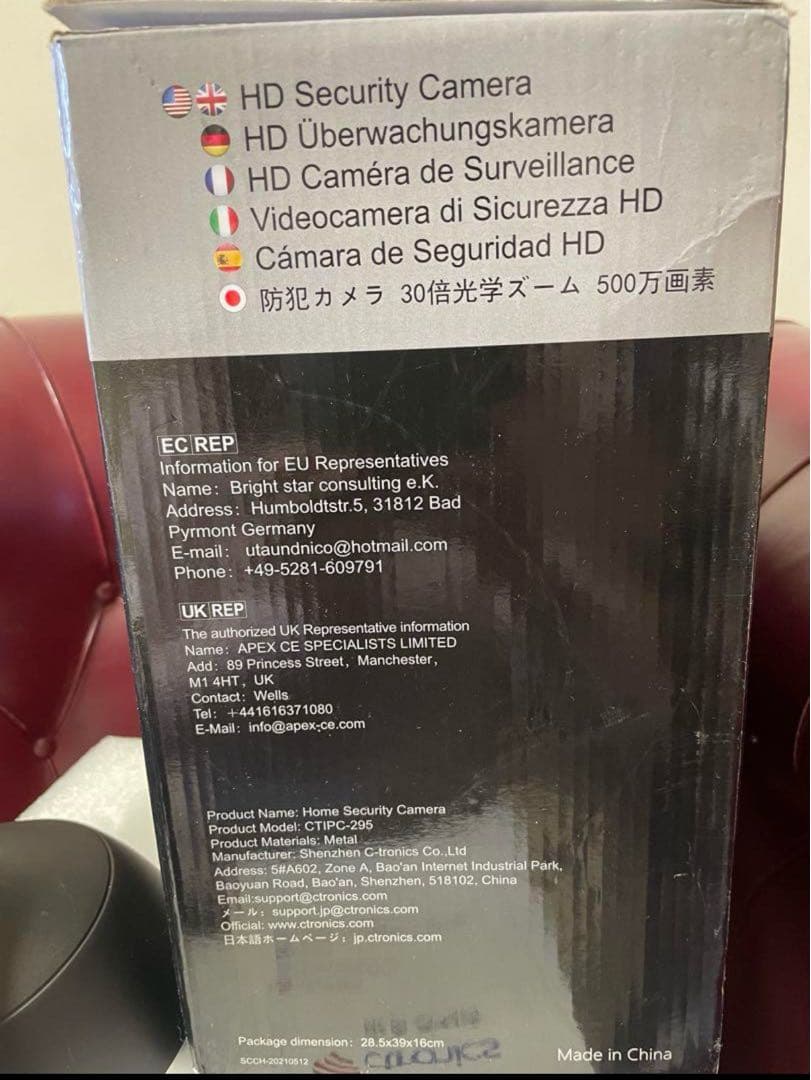 HD Security Camera
HD Überwachungskamera
HD Caméra de Surveillance
Videocamera di Sicurezza HD
Cámara de Seguridad HD
防犯カメラ 30倍光学ズーム 500万画素
EC REP
Information for EU Representatives
Name: Bright star consulting e.K.
Address: Humboldtstr.5, 31812 Bad
Pyrmont Germany
E-mail: utaundnico@hotmail.com
Phone: +49-5281-609791
UK REP
The authorized UK Representative information
Name: APEX CE SPECIALISTS LIMITED
Add: 89 Princess Street, Manchester,
M1 4HT, UK
Contact: Wells
Tel: +441616371080
E-Mail: info@apex-ce.com
Product Name: Home Security Camera
Product Model: CTIPC-295
Product Materials: Metal
Manufacturer: Shenzhen C-tronics Co.,Ltd
Address: 5#A602, Zone A, Bao'an Internet Industrial Park,
Baoyuan Road, Bao'an, Shenzhen, 518102, China
Email:support@ctronics.com
メール: support.jp@ctronics.com
Official: www.ctronics.com
日本語ホームページ: jp.ctronics.com
Package dimension: 28.5x39x16cm
SCCH-20210512
Made in China